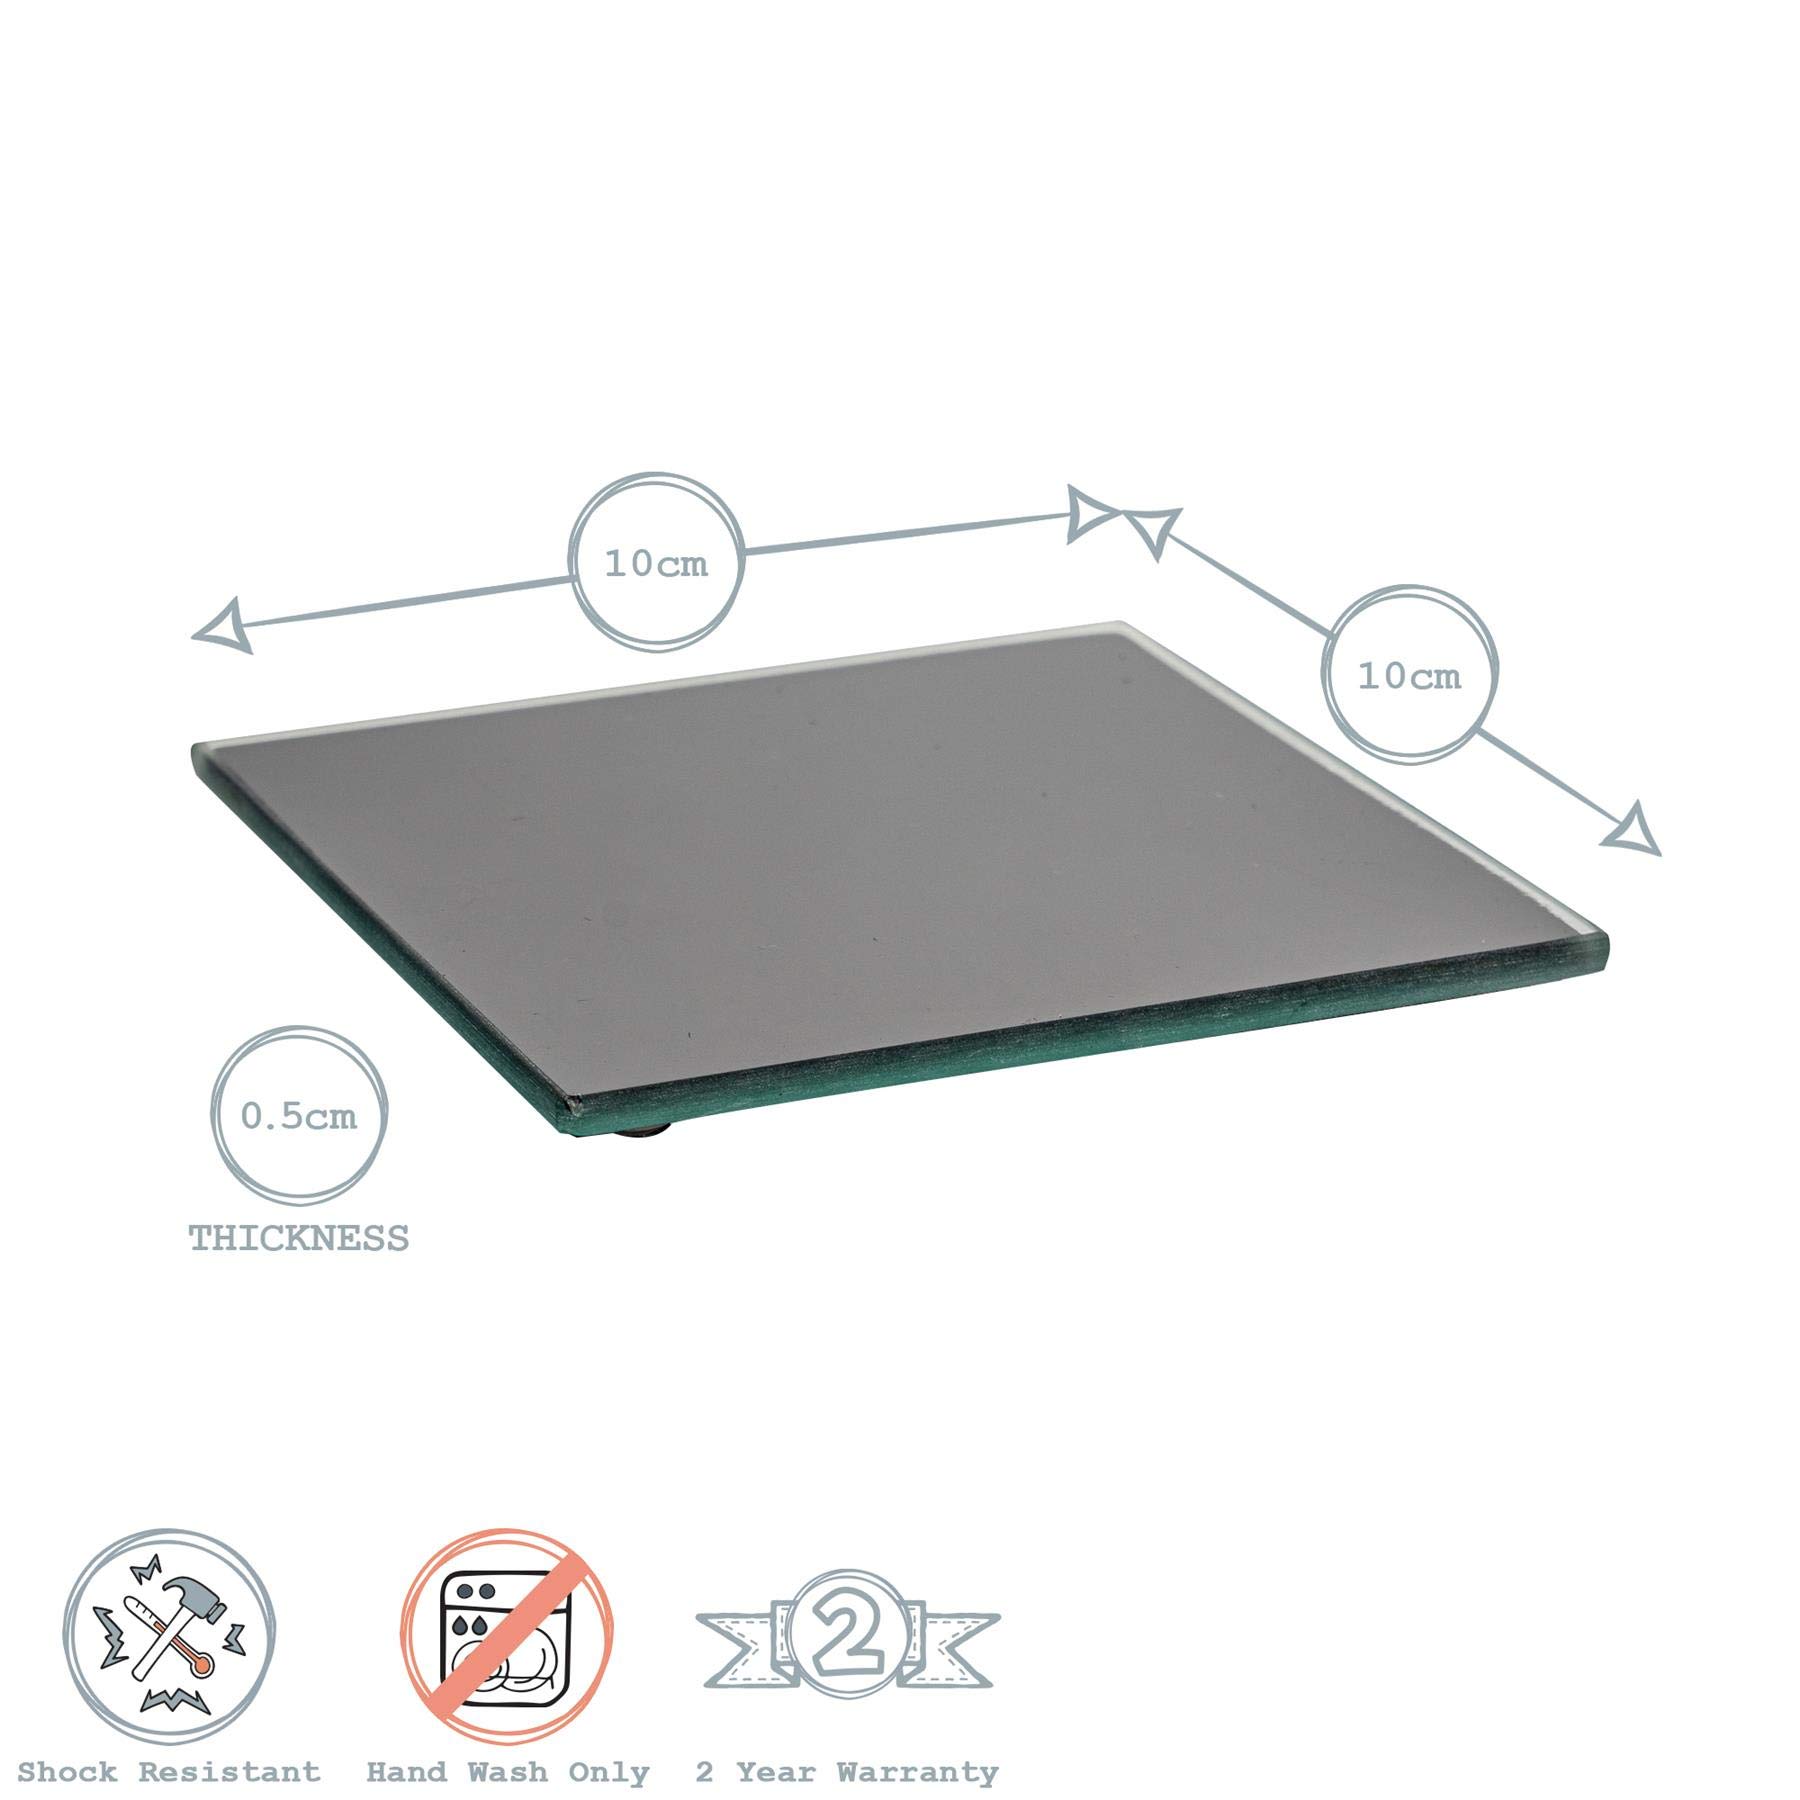 10cm
10cm
0.5cm
THICKNESS
2
Shock Resistant
Hand Wash Only
2 Year Warranty